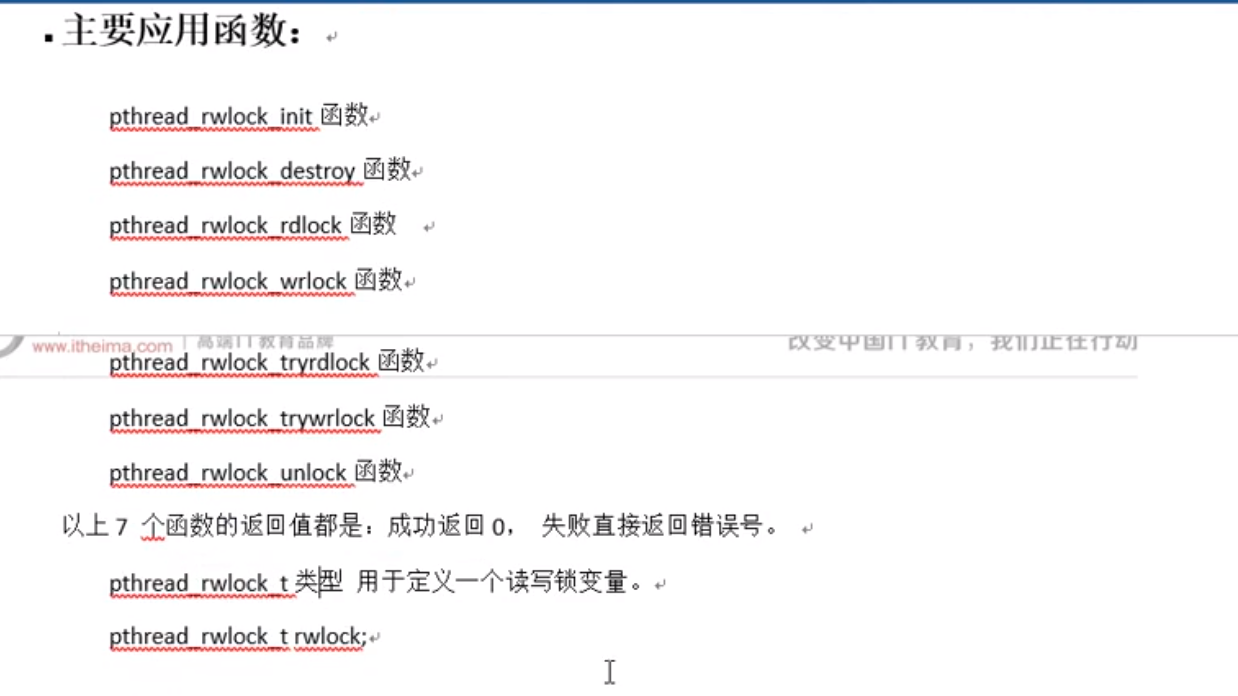 ▪ 主要应用函数：
pthread_rwlock_init 函数
pthread_rwlock_destroy 函数
pthread_rwlock_rdlock 函数
pthread_rwlock_wrlock 函数
www.itheima.com | 高端IT教育品牌 改变中国IT教育，我们正在行动
pthread_rwlock_tryrdlock 函数
pthread_rwlock_trywrlock 函数
pthread_rwlock_unlock 函数
以上 7 个函数的返回值都是：成功返回 0， 失败直接返回错误号。
pthread_rwlock_t 类型 用于定义一个读写锁变量。
pthread_rwlock_t rwlock;